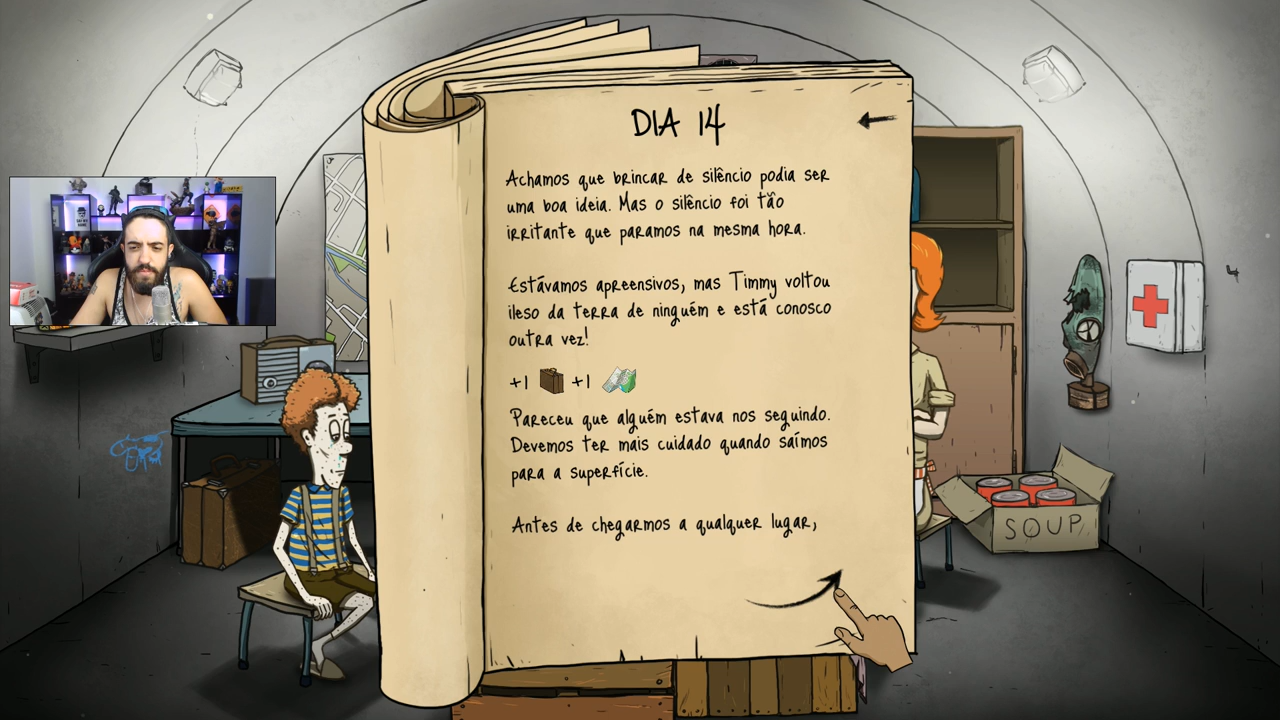 DIA 14
Achamos que brincar de silêncio podia ser
uma boa ideia. Mas o silêncio foi tão
irritante que paramos na mesma hora.
Estávamos apreensivos, mas Timmy voltou
ileso da terra de ninguém e está conosco
outra vez!
+1 +1
Pareceu que alguém estava nos seguindo.
Devemos ter mais cuidado quando saímos
para a superfície.
Antes de chegarmos a qualquer lugar,
SOUP